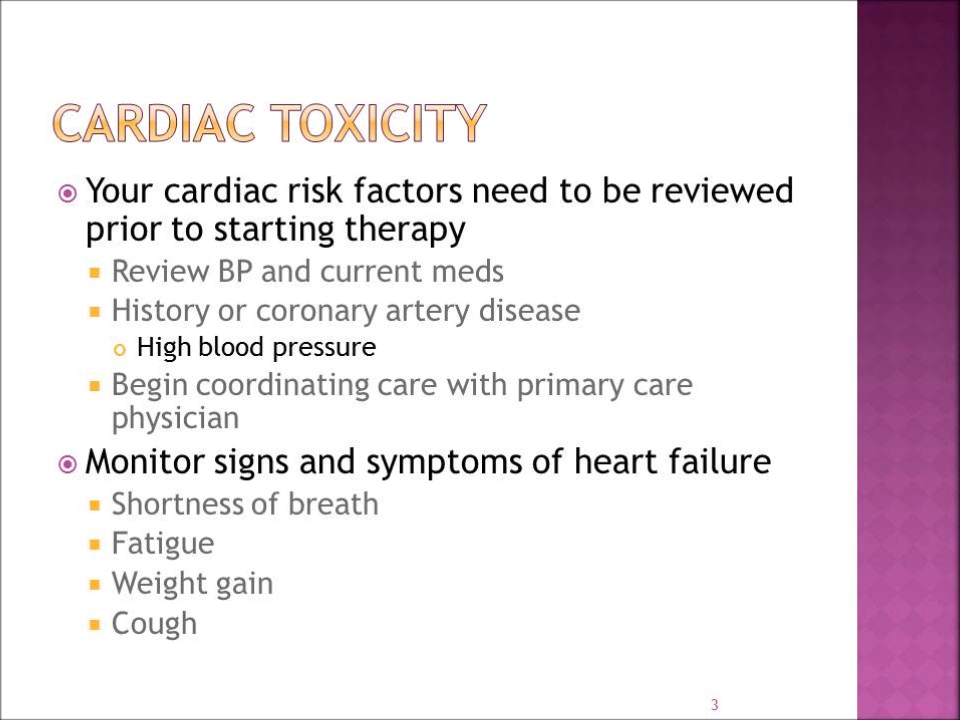 CARDIAC TOXICITY
Your cardiac risk factors need to be reviewed
prior to starting therapy
Review BP and current meds
History or coronary artery disease
High blood pressure
Begin coordinating care with primary care
physician
Monitor signs and symptoms of heart failure
Shortness of breath
Fatigue
Weight gain
Cough
3